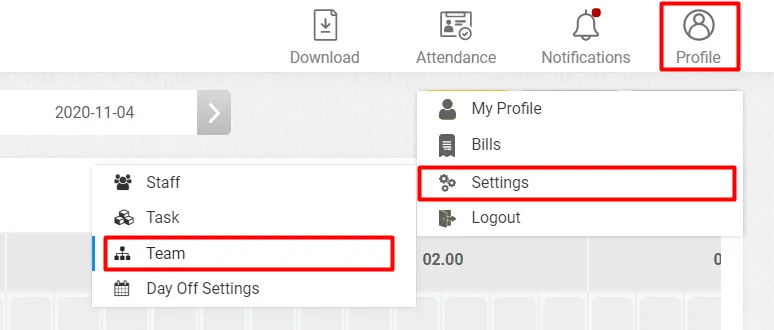 Download Attendance Notifications Profile
2020-11-04
My Profile
Bills
Settings
Logout
Staff
Task
Team
Day Off Settings
02.00
0